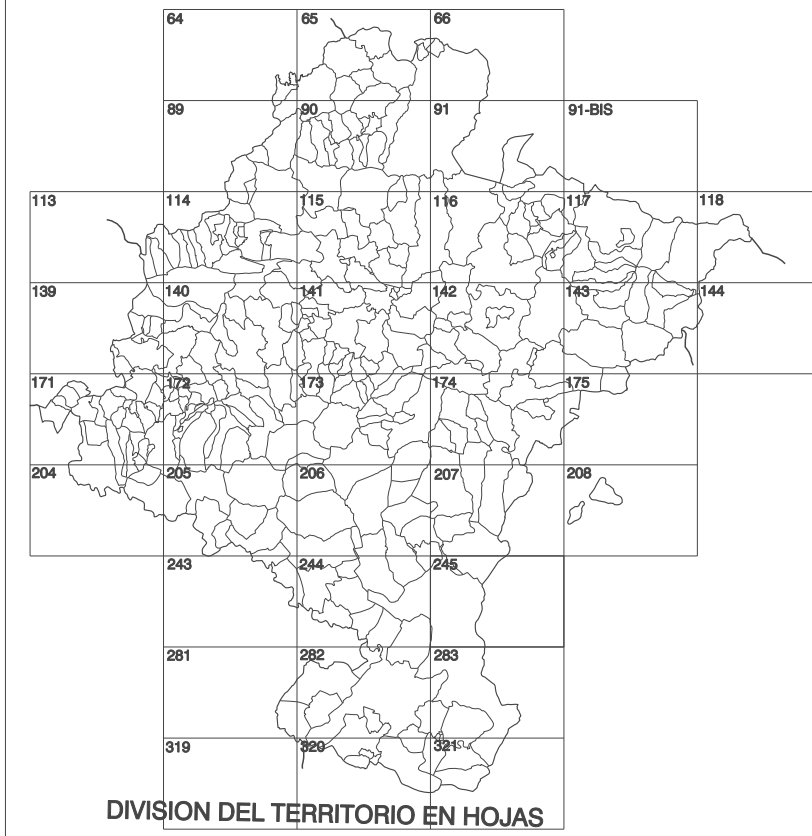 64 65 66
89 90 91 91-BIS
113 114 115 116 117 118
139 140 141 142 143 144
171 172 173 174 175
204 205 206 207 208
243 244 245
281 282 283
319 320 321
DIVISION DEL TERRITORIO EN HOJAS